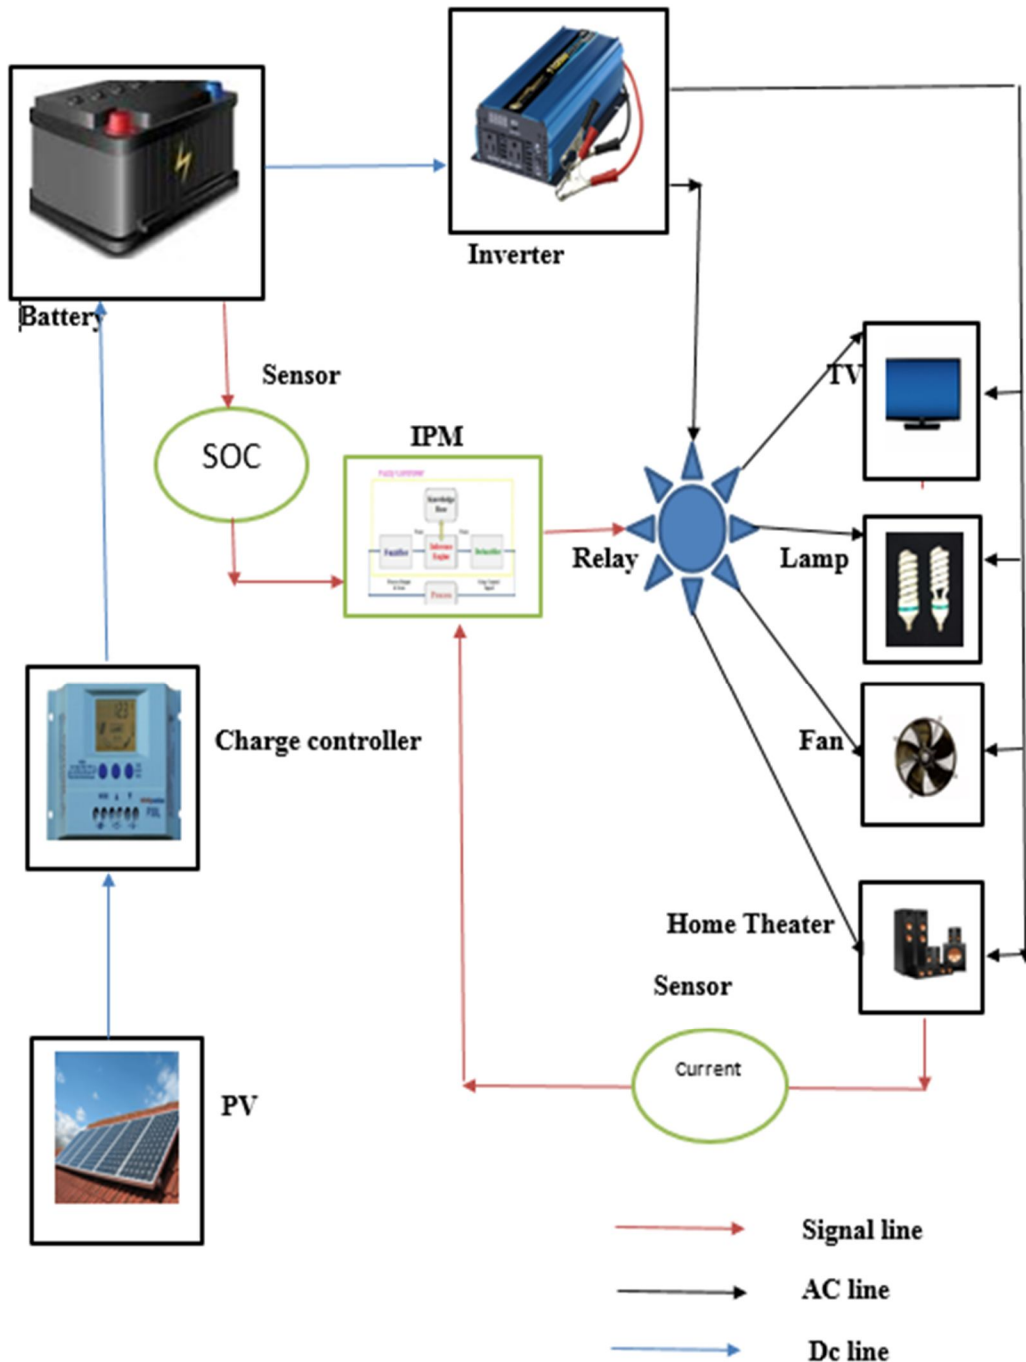 Inverter
Battery
Sensor
SOC
IPM
TV
Relay
Lamp
Charge controller
Fan
Home Theater
Sensor
Current
PV
Signal line
AC line
Dc line